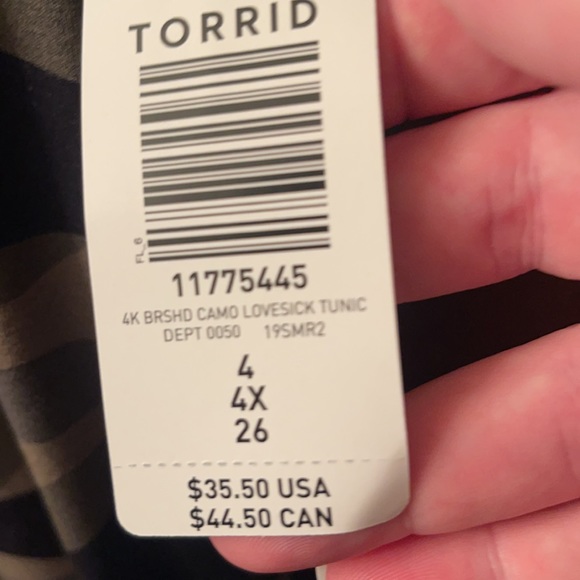 TORRID
FL_6
11775445
4K BRSHD CAMO LOVESICK TUNIC
DEPT 0050 19SMR2
4
4X
26
$35.50 USA
$44.50 CAN